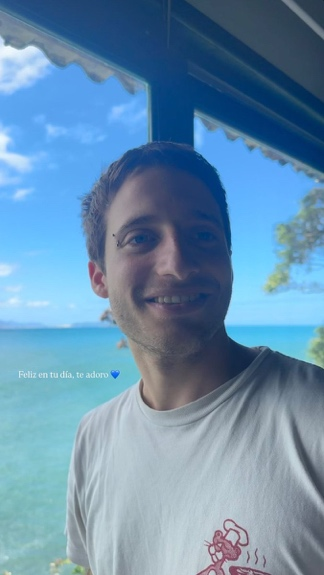 Feliz en tu día, te adoro 💙